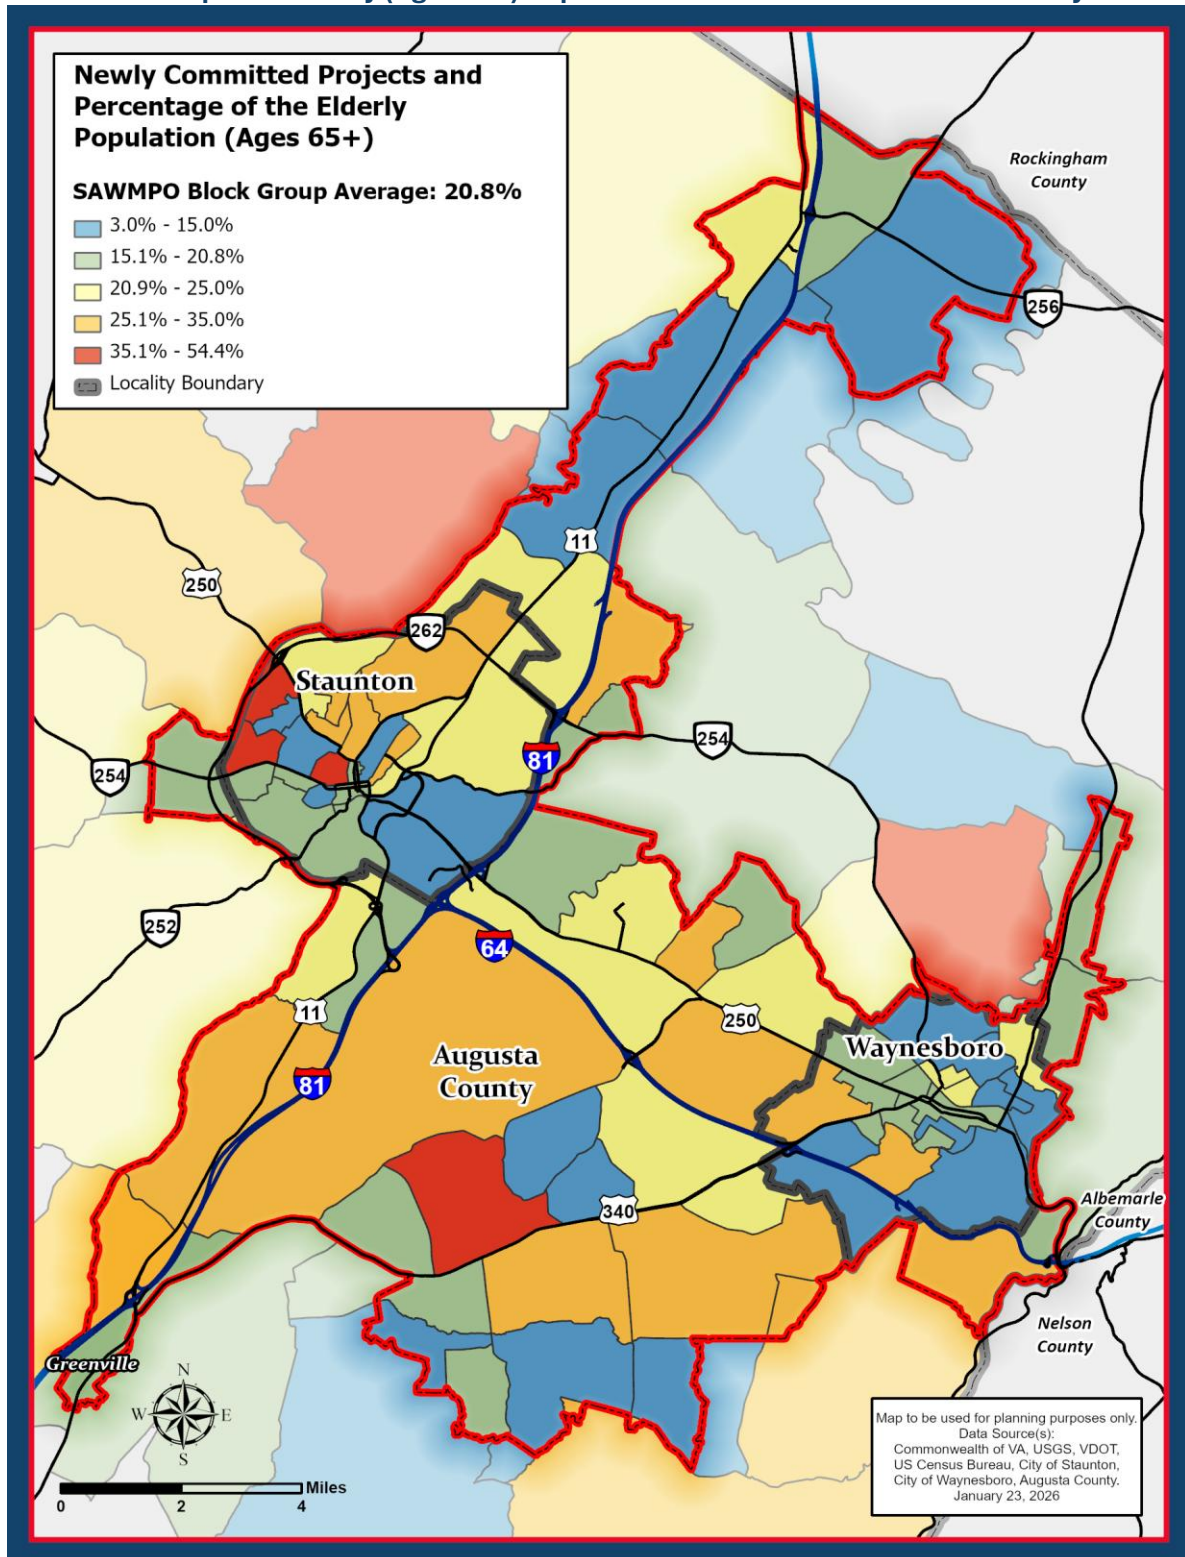 Newly Committed Projects and
Percentage of the Elderly
Population (Ages 65+)
SAWMPO Block Group Average: 20.8%
3.0% - 15.0%
15.1% - 20.8%
20.9% - 25.0%
25.1% - 35.0%
35.1% - 54.4%
Locality Boundary
Rockingham
County
256
11
250
262
Staunton
254
81
254
252
64
11
250
Augusta
County
Waynesboro
81
340
Albemarle
County
Nelson
County
Greenville
N
W
E
S
Miles
0
2
4
Map to be used for planning purposes only.
Data Source(s):
Commonwealth of VA, USGS, VDOT,
US Census Bureau, City of Staunton,
City of Waynesboro, Augusta County.
January 23, 2026